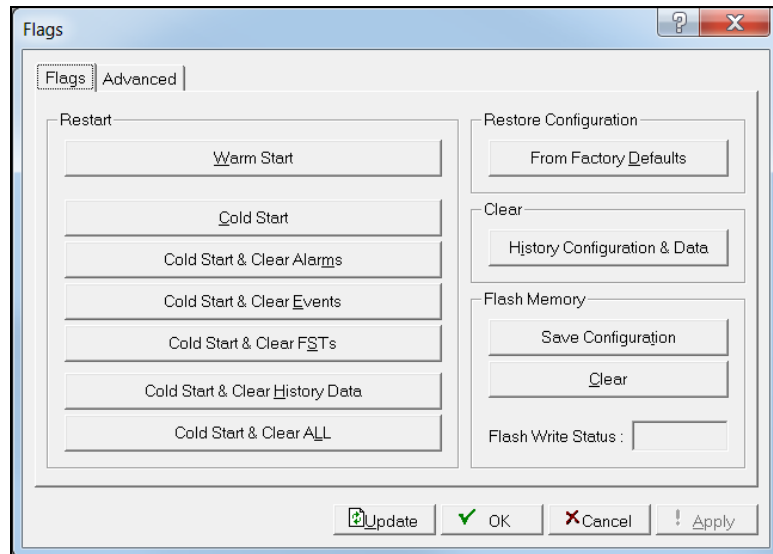 Flags
Flags Advanced
Restart
Warm Start
Cold Start
Cold Start & Clear Alarms
Cold Start & Clear Events
Cold Start & Clear FSTs
Cold Start & Clear History Data
Cold Start & Clear ALL
Restore Configuration
From Factory Defaults
Clear
History Configuration & Data
Flash Memory
Save Configuration
Clear
Flash Write Status :
Update OK Cancel ! Apply